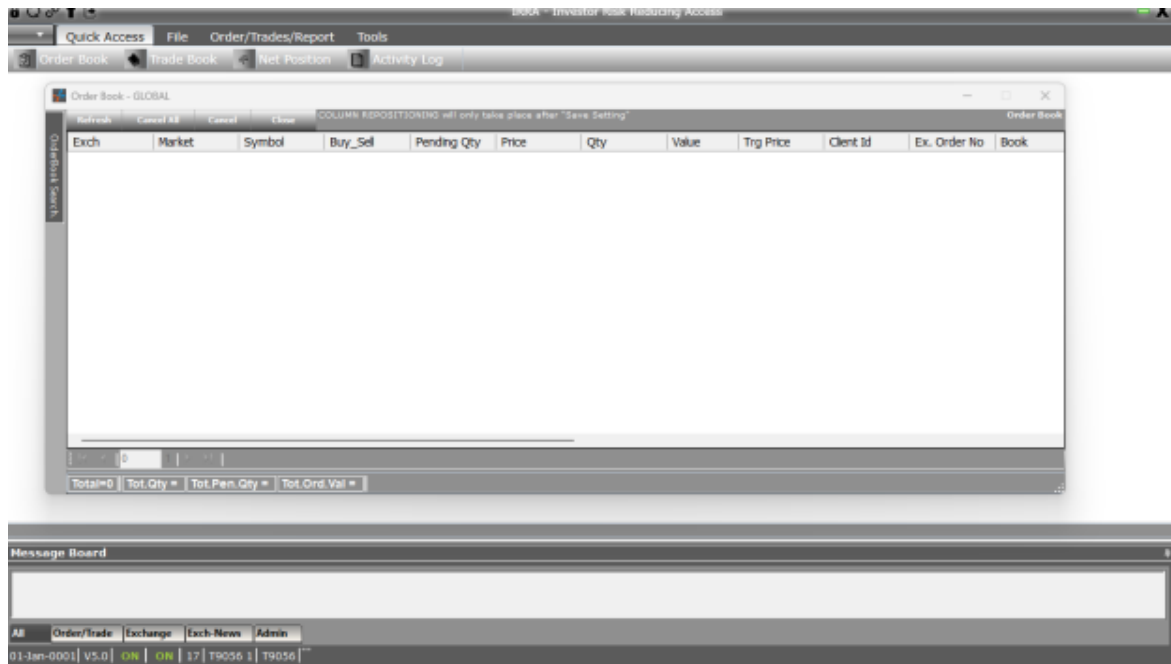 IRRA - Investor Risk Reducing Access
Quick Access File Order/Trades/Report Tools
Order Book Trade Book Net Position Activity Log
Order Book - GLOBAL
Refresh Cancel All Cancel Close COLUMN REPOSITIONING will only take place after "Save Setting" Order Book
OrderBook Search
Exch Market Symbol Buy_Sell Pending Qty Price Qty Value Trg Price Client Id Ex. Order No Book
0
Total=0 Tot.Qty = Tot.Pen.Qty = Tot.Ord.Val =
Message Board
All Order/Trade Exchange Exch-News Admin
01-Jan-0001 V5.0 ON ON 17 T9056 1 T9056